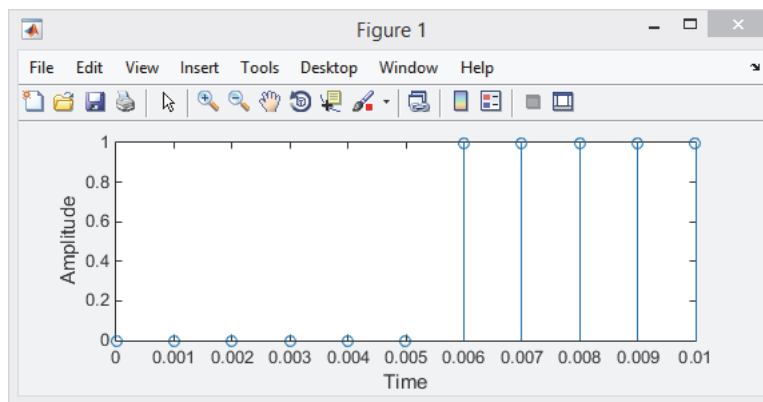 Figure 1
File Edit View Insert Tools Desktop Window Help
1
0.8
0.6
0.4
0.2
0
Amplitude
0 0.001 0.002 0.003 0.004 0.005 0.006 0.007 0.008 0.009 0.01
Time